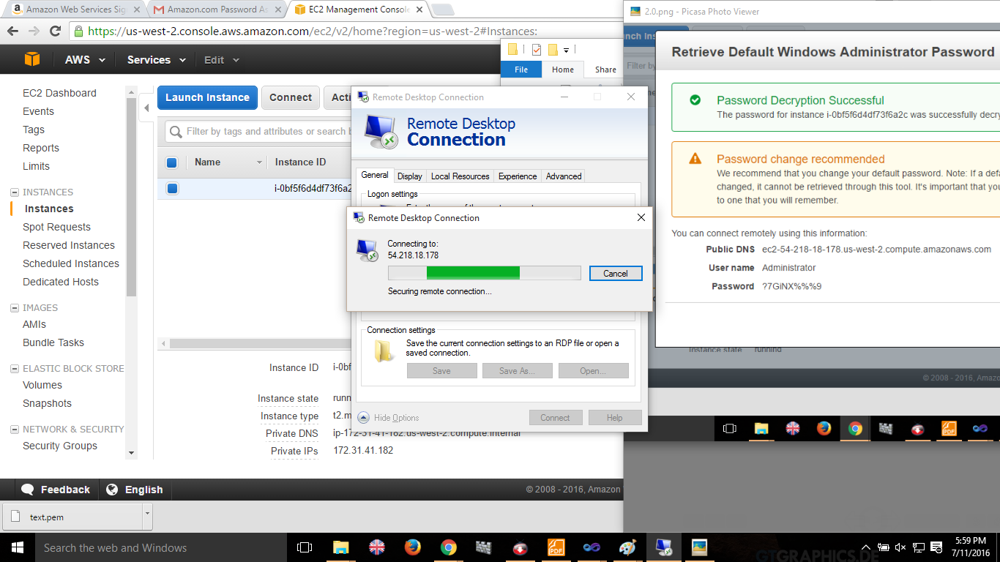 Amazon Web Services Sig
Amazon.com Password As
EC2 Management Console
https://us-west-2.console.aws.amazon.com/ec2/v2/home?region=us-west-2#Instances:
AWS
Services
Edit
EC2 Dashboard
Events
Tags
Reports
Limits
INSTANCES
Instances
Spot Requests
Reserved Instances
Scheduled Instances
Dedicated Hosts
IMAGES
AMIs
Bundle Tasks
ELASTIC BLOCK STORE
Volumes
Snapshots
NETWORK & SECURITY
Security Groups
Launch Instance
Connect
Acti
Filter by tags and attributes or search b
Name
Instance ID
i-0bf5f6d4df73f6a2
Instance ID
i-0bf
Instance state
runn
Instance type
t2.m
Private DNS
ip-172-31-41-182.us-west-2.compute.internal
Private IPs
172.31.41.182
Feedback
English
© 2008 - 2016, Amazon
text.pem
File
Home
Share
Remote Desktop Connection
Remote Desktop
Connection
General
Display
Local Resources
Experience
Advanced
Logon settings
Remote Desktop Connection
Connecting to:
54.218.18.178
Cancel
Securing remote connection...
Connection settings
Save the current connection settings to an RDP file or open a
saved connection.
Save
Save As...
Open...
Hide Options
Connect
Help
2.0.png - Picasa Photo Viewer
unch Ins
Filter by
Retrieve Default Windows Administrator Password
Password Decryption Successful
The password for instance i-0bf5f6d4df73f6a2c was successfully decry
Password change recommended
We recommend that you change your default password. Note: If a defa
changed, it cannot be retrieved through this tool. It's important that you
to one that you will remember.
You can connect remotely using this information:
Public DNS
ec2-54-218-18-178.us-west-2.compute.amazonaws.com
User name
Administrator
Password
?7GiNX%%%9
Instance state
running
© 2008 - 2016, Amazo
PDF
GTGRAPHICS.DE
Search the web and Windows
PDF
5:59 PM
7/11/2016